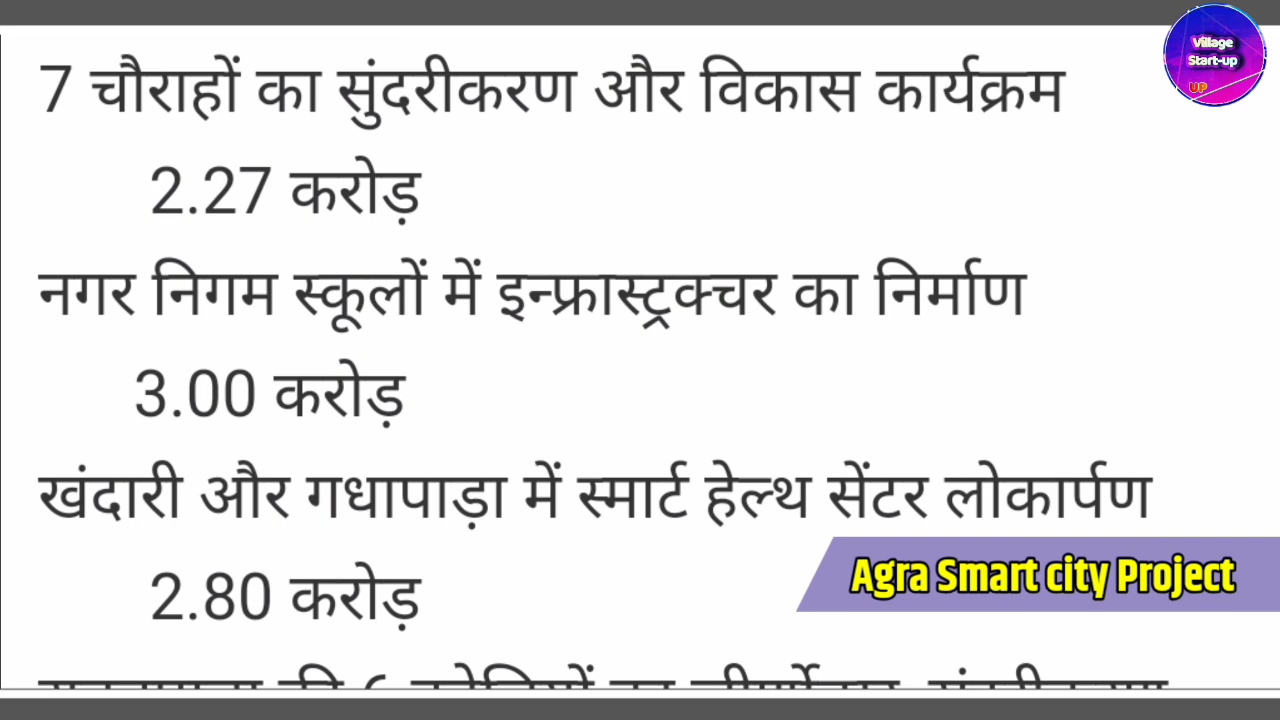 7 चौराहों का सुंदरीकरण और विकास कार्यक्रम
2.27 करोड़
नगर निगम स्कूलों में इन्फ्रास्ट्रक्चर का निर्माण
3.00 करोड़
खंदारी और गधापाड़ा में स्मार्ट हेल्थ सेंटर लोकार्पण
2.80 करोड़
Village
Start-up
UP
Agra Smart city Project